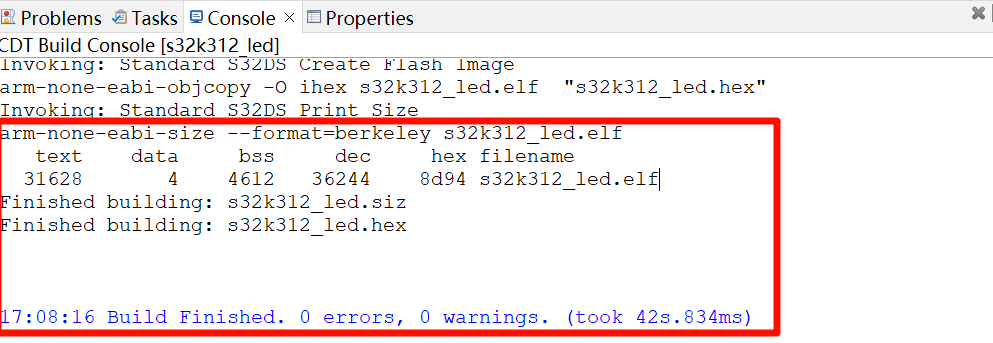 Problems Tasks Console Properties
CDT Build Console [s32k312_led]
Invoking: Standard S32DS Create Flash Image
arm-none-eabi-objcopy -O ihex s32k312_led.elf  "s32k312_led.hex"
Invoking: Standard S32DS Print Size
arm-none-eabi-size --format=berkeley s32k312_led.elf
   text    data     bss     dec     hex filename
  31628       4    4612   36244    8d94 s32k312_led.elf
Finished building: s32k312_led.siz
Finished building: s32k312_led.hex
17:08:16 Build Finished. 0 errors, 0 warnings. (took 42s.834ms)